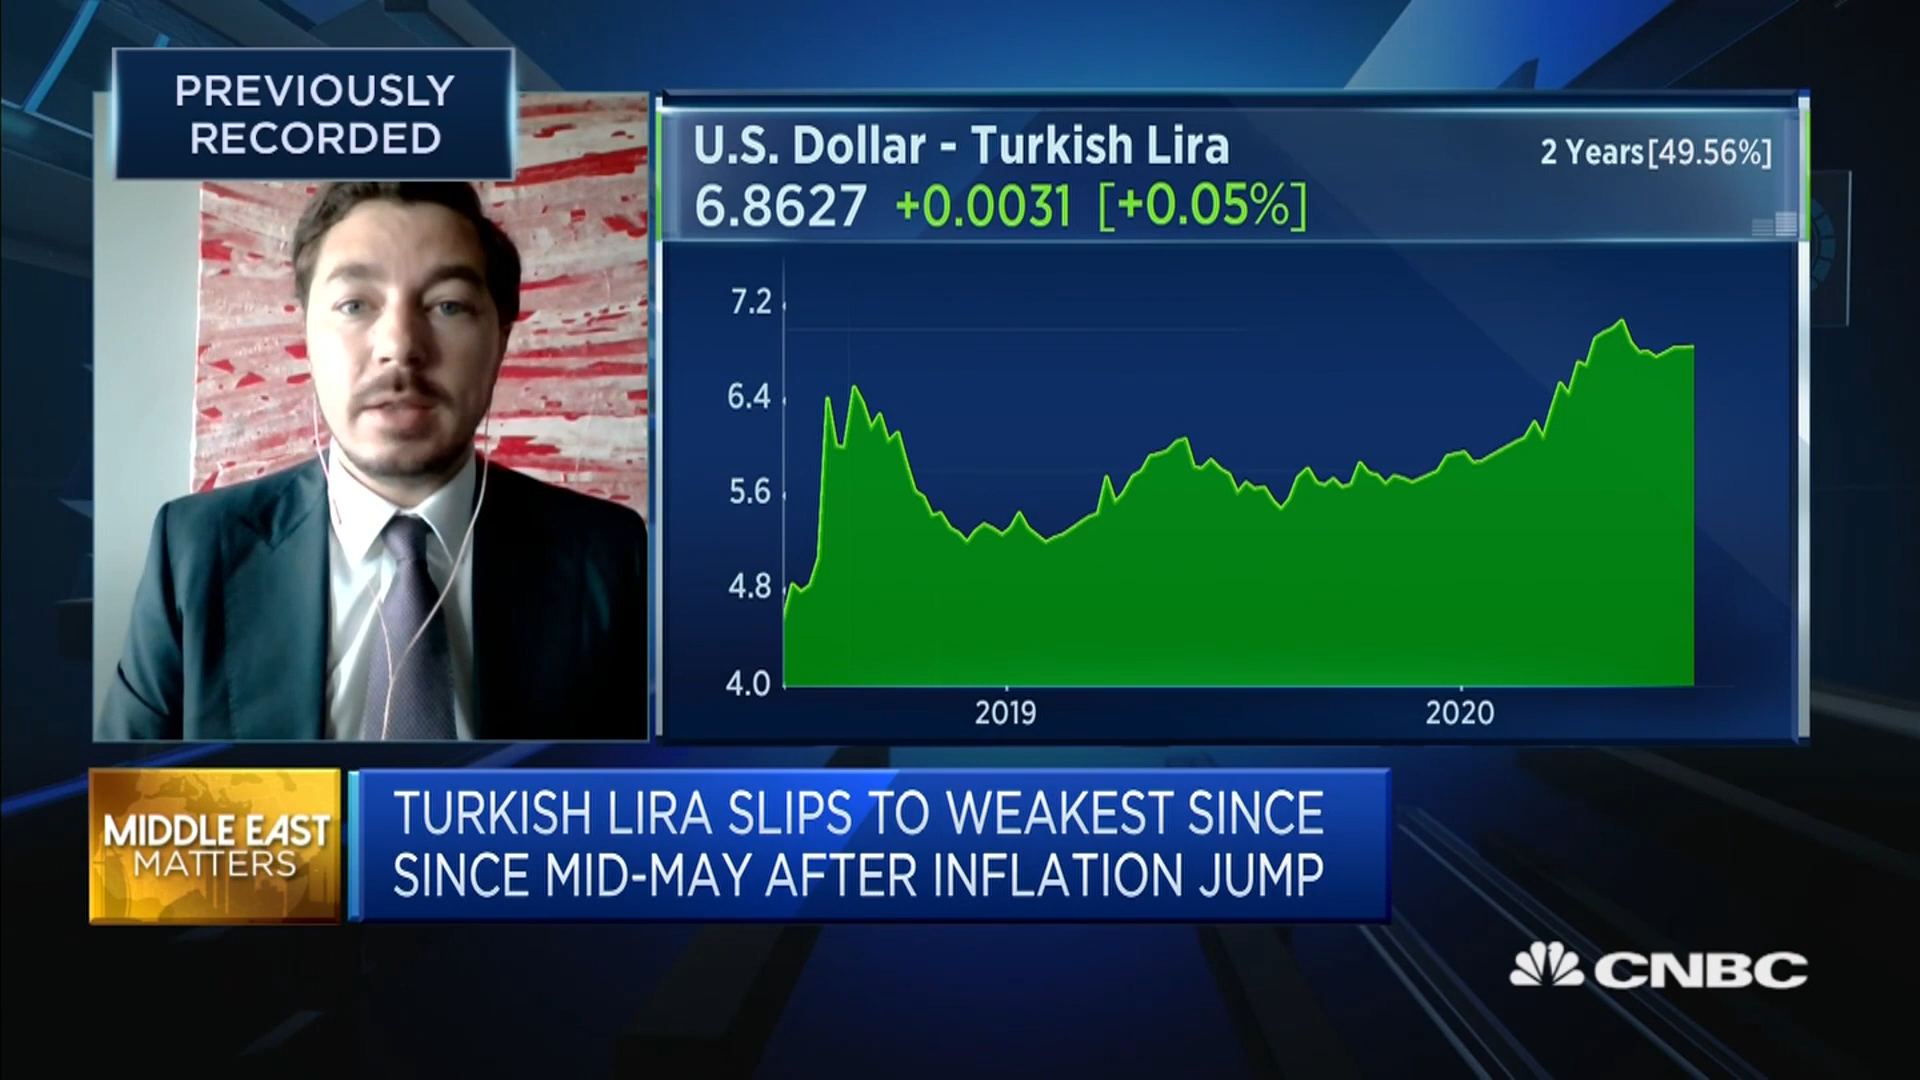 PREVIOUSLY
RECORDED
U.S. Dollar - Turkish Lira
2 Years[49.56%]
6.8627 +0.0031 [+0.05%]
7.2
6.4
5.6
4.8
4.0
2019
2020
MIDDLE EAST
MATTERS
TURKISH LIRA SLIPS TO WEAKEST SINCE
SINCE MID-MAY AFTER INFLATION JUMP
CNBC